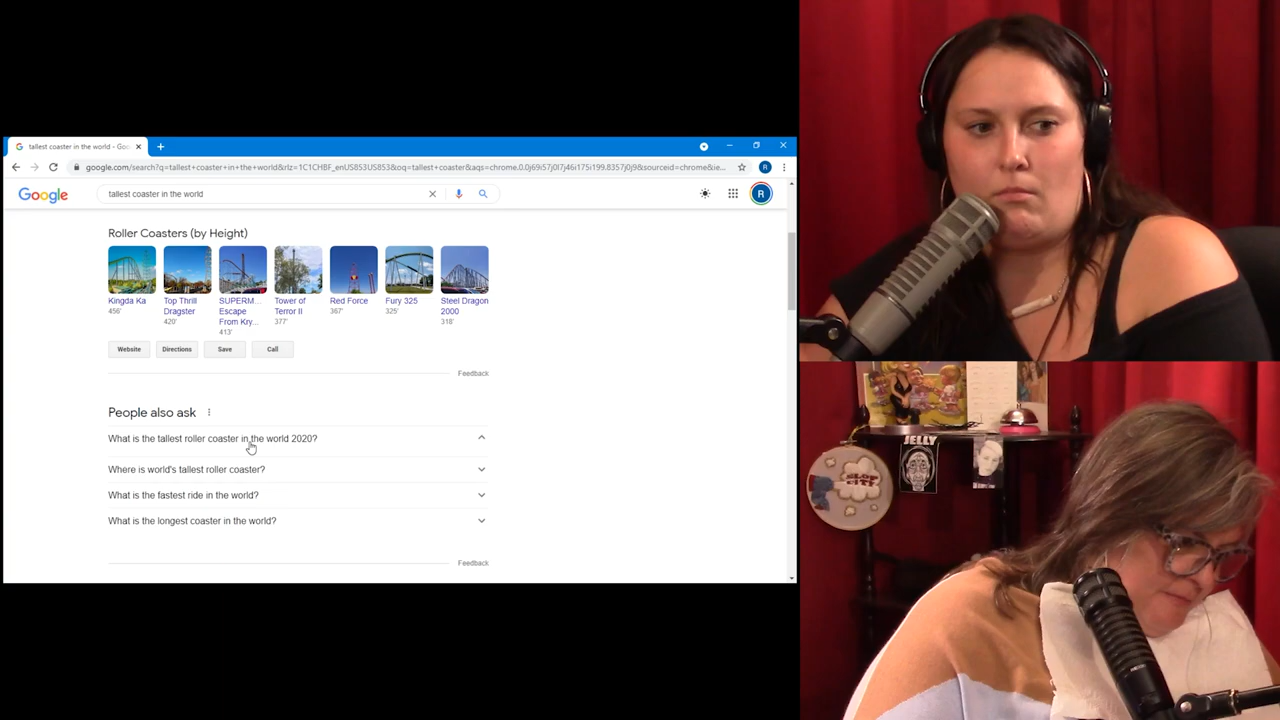 tallest coaster in the world - Goo
google.com/search?q=tallest+coaster+in+the+world&rlz=1C1CHBF_enUS853US853&oq=tallest+coaster&aqs=chrome.0.0j69i57j0l7j46i175i199.8357j0j9&sourceid=chrome&ie...
R
Google
tallest coaster in the world
R
Roller Coasters (by Height)
Kingda Ka
456'
Top Thrill
Dragster
420'
SUPERM...
Escape
From Kry...
413'
Tower of
Terror II
377'
Red Force
367'
Fury 325
325'
Steel Dragon
2000
318'
Website
Directions
Save
Call
Feedback
People also ask
What is the tallest roller coaster in the world 2020?
Where is world's tallest roller coaster?
What is the fastest ride in the world?
What is the longest coaster in the world?
Feedback
JELLY